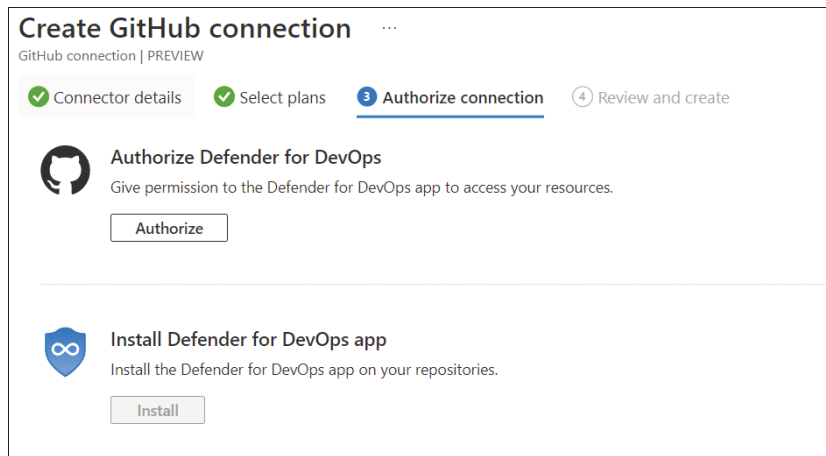 Create GitHub connection ...
GitHub connection | PREVIEW
Connector details Select plans 3 Authorize connection 4 Review and create
Authorize Defender for DevOps
Give permission to the Defender for DevOps app to access your resources.
Authorize
Install Defender for DevOps app
Install the Defender for DevOps app on your repositories.
Install